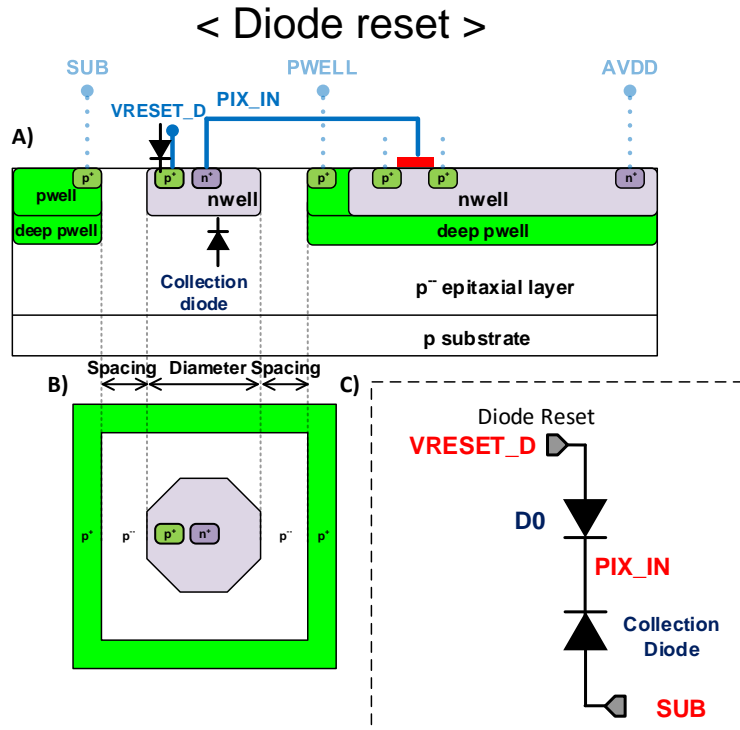 < Diode reset >
SUB
PWELL
AVDD
VRESET_D
PIX_IN
A)
p+
p+
n+
p+
p+
p+
n+
pwell
nwell
nwell
deep pwell
deep pwell
Collection
diode
p-- epitaxial layer
p substrate
Spacing
Diameter
Spacing
B)
C)
p+
p--
p+
n+
p--
p+
Diode Reset
VRESET_D
D0
PIX_IN
Collection
Diode
SUB